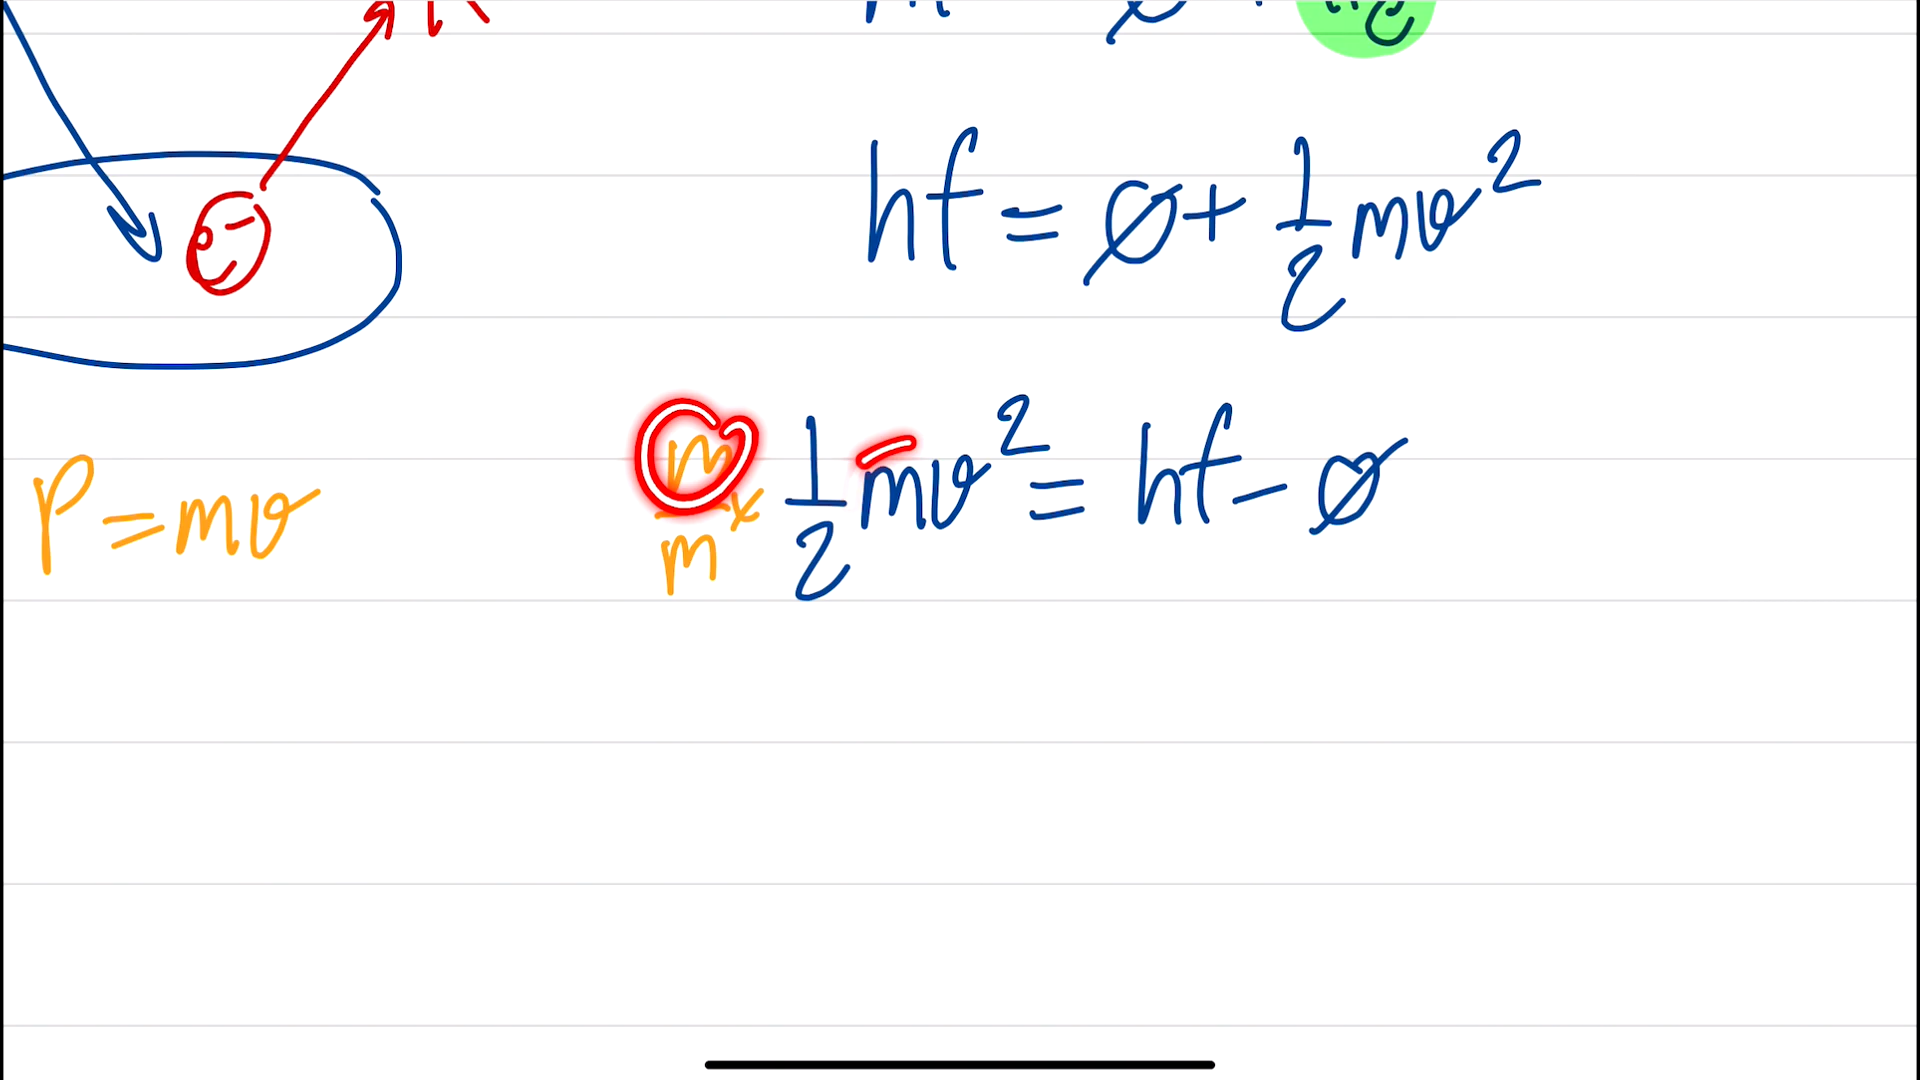 hf = ø + 1/2 mv²
m/m × 1/2 mv² = hf - ø
P = mv
e-